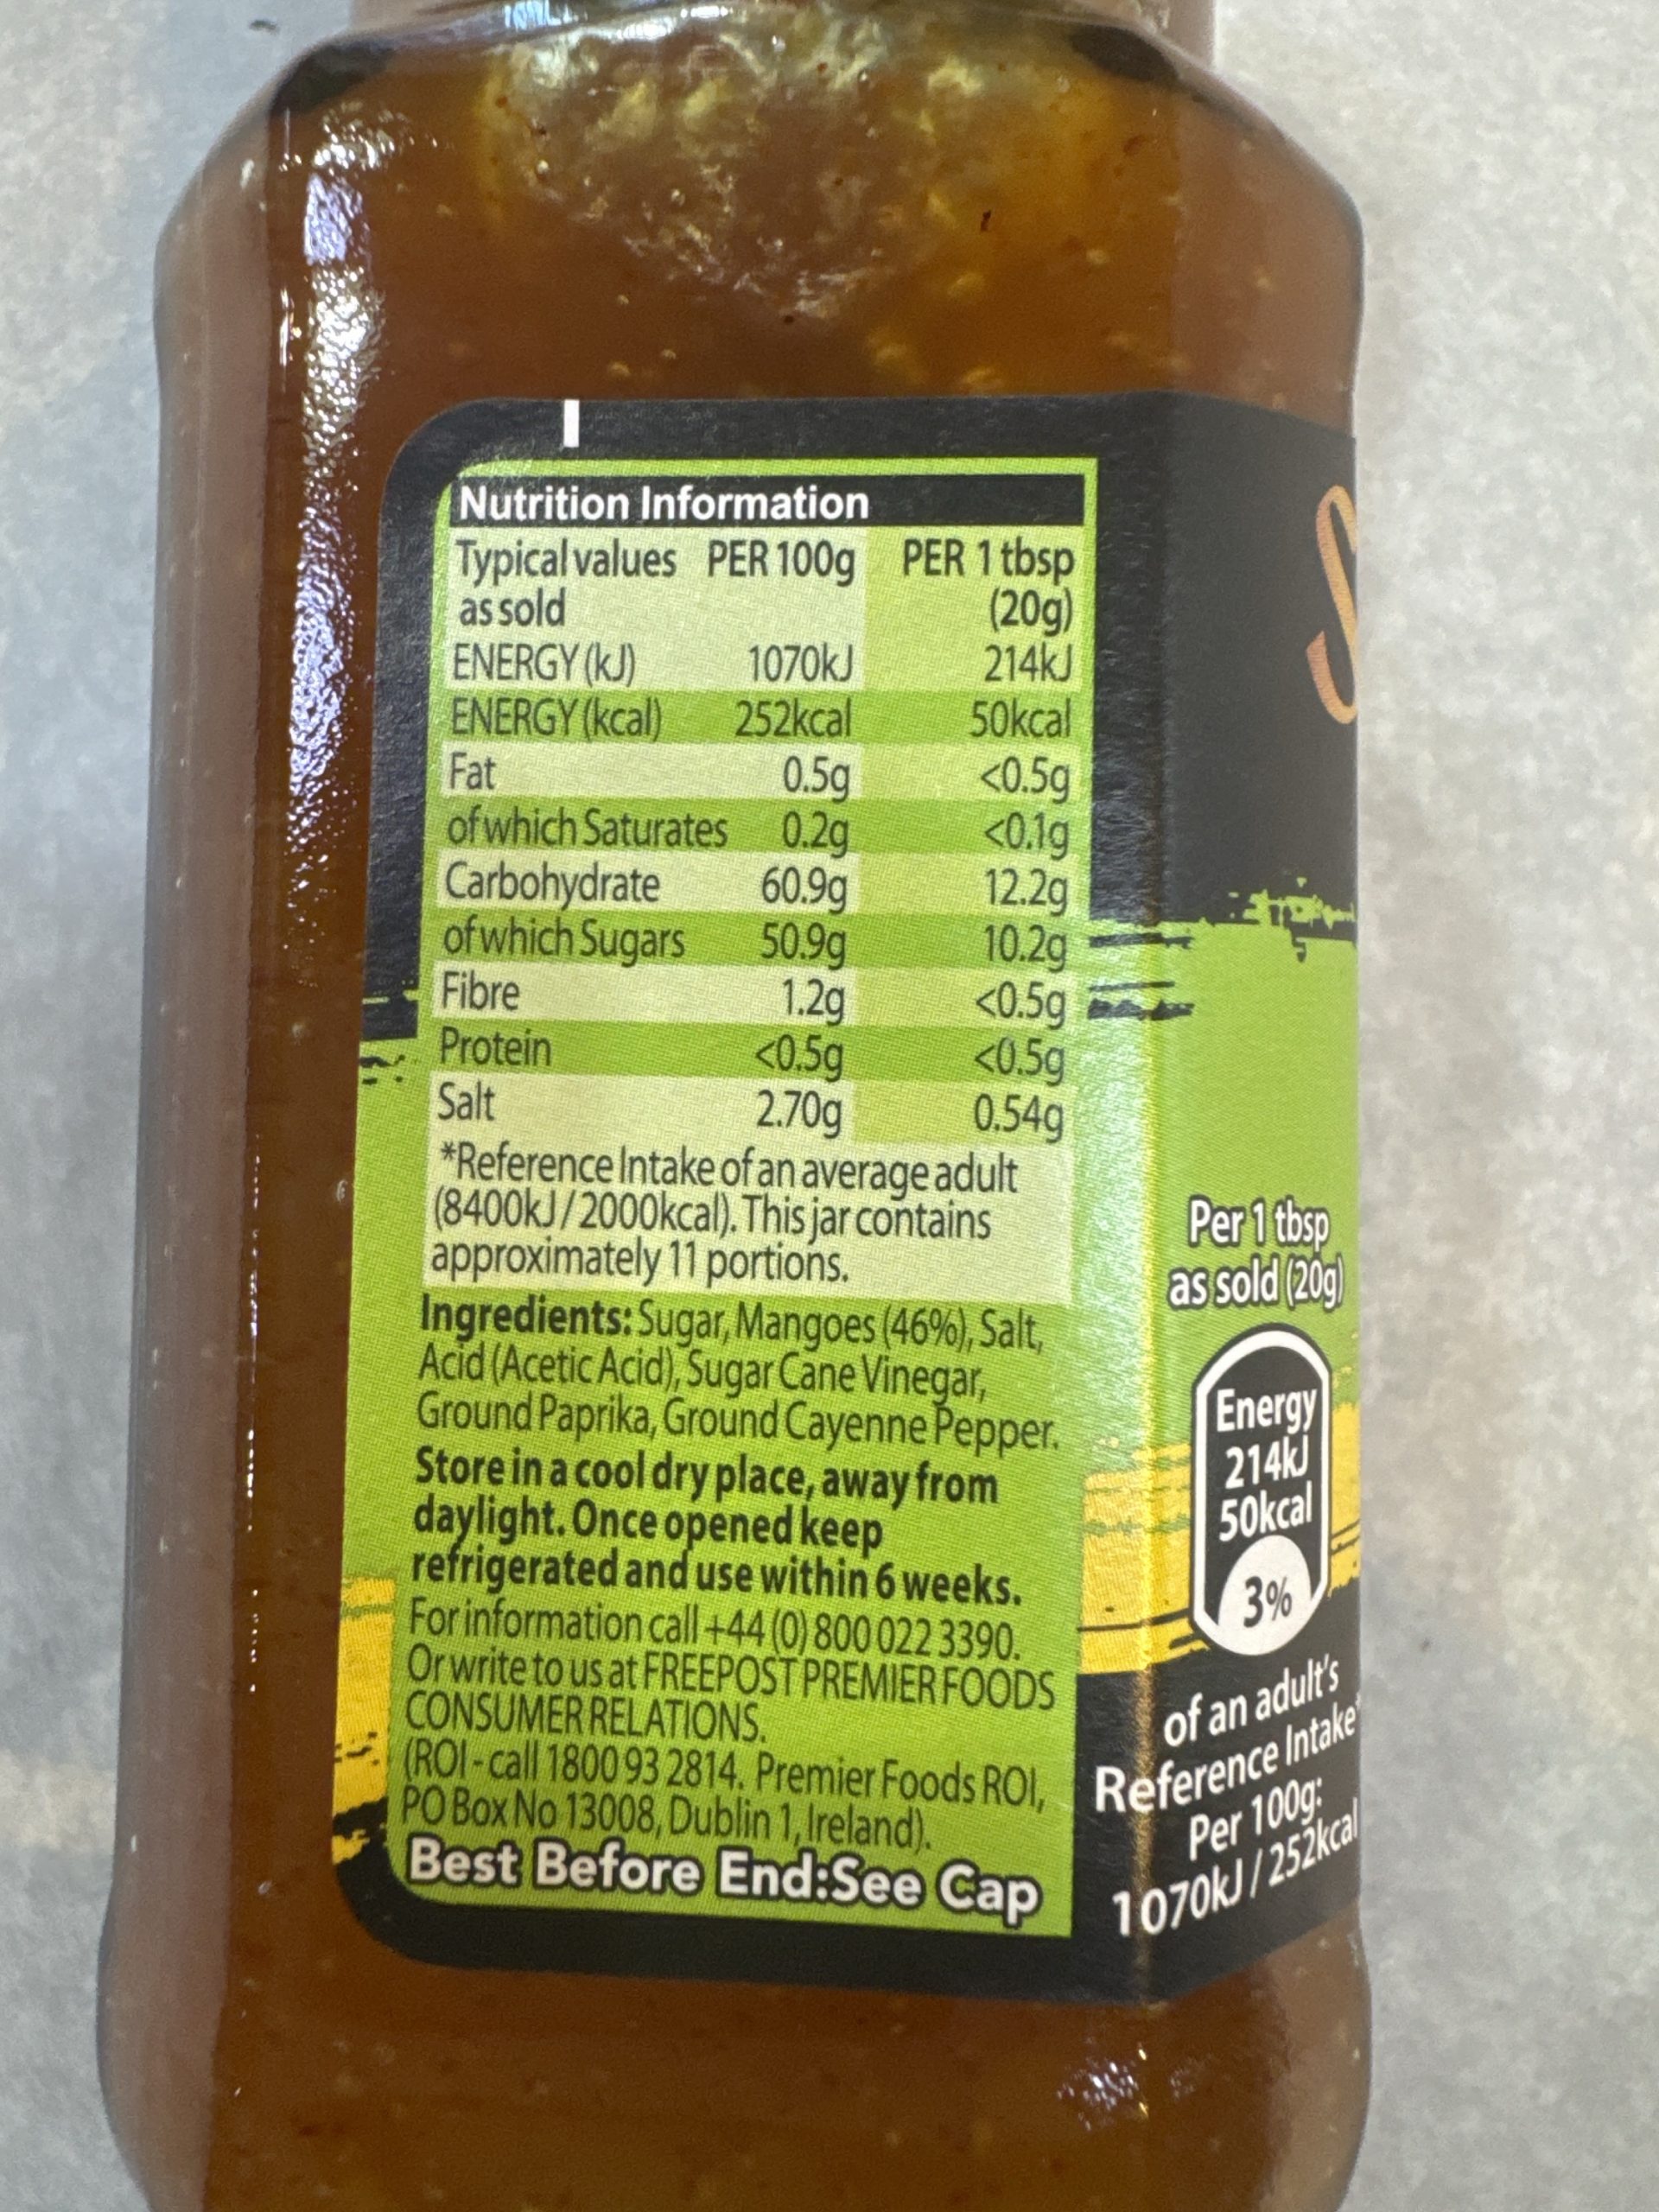 Nutrition Information
Typical values PER 100g PER 1 tbsp
as sold (20g)
ENERGY (kJ) 1070kJ 214kJ
ENERGY (kcal) 252kcal 50kcal
Fat 0.5g <0.5g
of which Saturates 0.2g <0.1g
Carbohydrate 60.9g 12.2g
of which Sugars 50.9g 10.2g
Fibre 1.2g <0.5g
Protein <0.5g <0.5g
Salt 2.70g 0.54g
*Reference Intake of an average adult
(8400kJ / 2000kcal). This jar contains
approximately 11 portions.
Ingredients: Sugar, Mangoes (46%), Salt,
Acid (Acetic Acid), Sugar Cane Vinegar,
Ground Paprika, Ground Cayenne Pepper.
Store in a cool dry place, away from
daylight. Once opened keep
refrigerated and use within 6 weeks.
For information call +44 (0) 800 022 3390.
Or write to us at FREEPOST PREMIER FOODS
CONSUMER RELATIONS.
(ROI - call 1800 93 2814. Premier Foods ROI,
PO Box No 13008, Dublin 1, Ireland).
Best Before End:See Cap
Per 1 tbsp
as sold (20g)
Energy
214kJ
50kcal
3%
of an adult's
Reference Intake*
Per 100g:
1070kJ / 252kcal